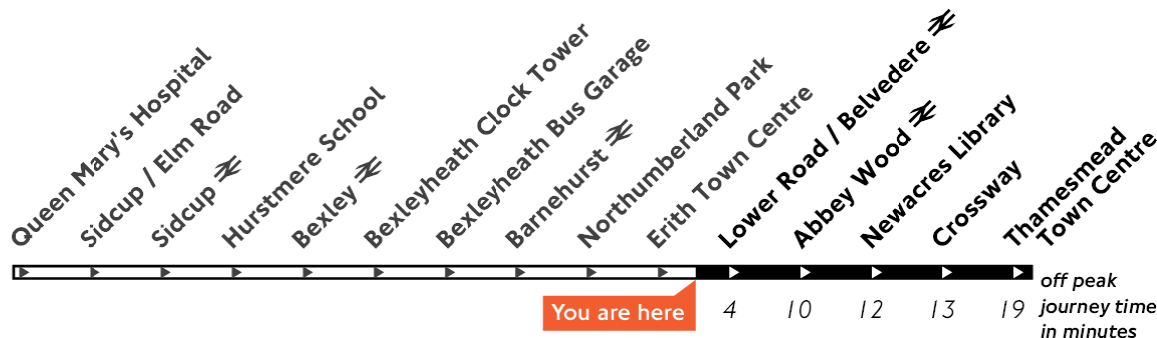 Queen Mary's Hospital
Sidcup / Elm Road
Sidcup
Hurstmere School
Bexley
Bexleyheath Clock Tower
Bexleyheath Bus Garage
Barnehurst
Northumberland Park
Erith Town Centre
Lower Road / Belvedere
Abbey Wood
Newacres Library
Crossway
Thamesmead
Town Centre
You are here
4 10 12 13 19
off peak
journey time
in minutes